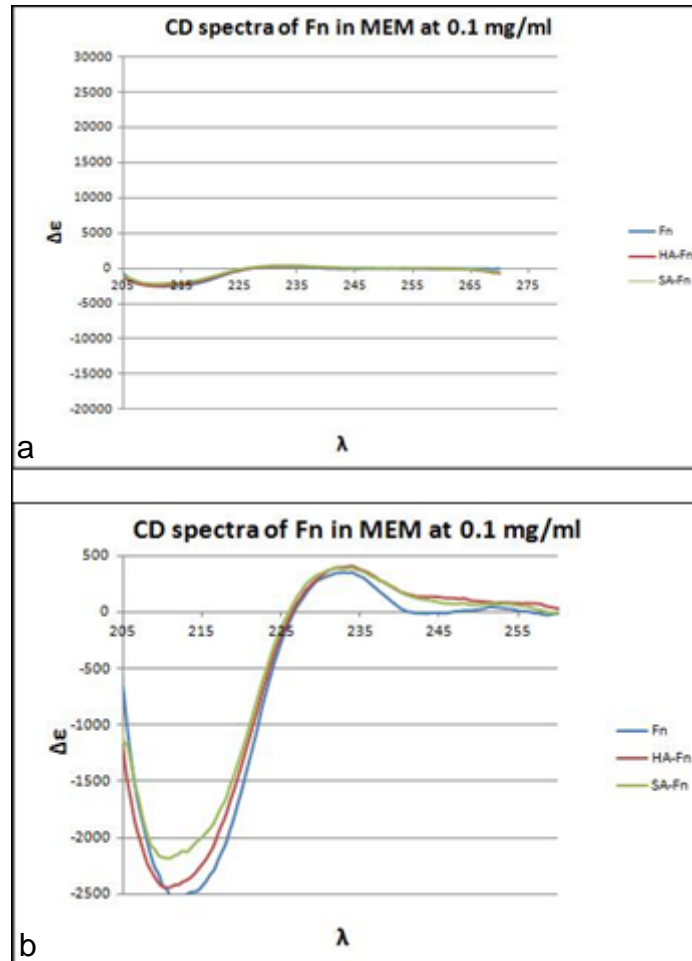 CD spectra of Fn in MEM at 0.1 mg/ml
30000
25000
20000
15000
10000
5000
0
-5000
-10000
-15000
-20000
205 215 225 235 245 255 265 275
Δε
λ
Fn
HA-Fn
SA-Fn
a
CD spectra of Fn in MEM at 0.1 mg/ml
500
0
-500
-1000
-1500
-2000
-2500
205 215 225 235 245 255
Δε
λ
Fn
HA-Fn
SA-Fn
b